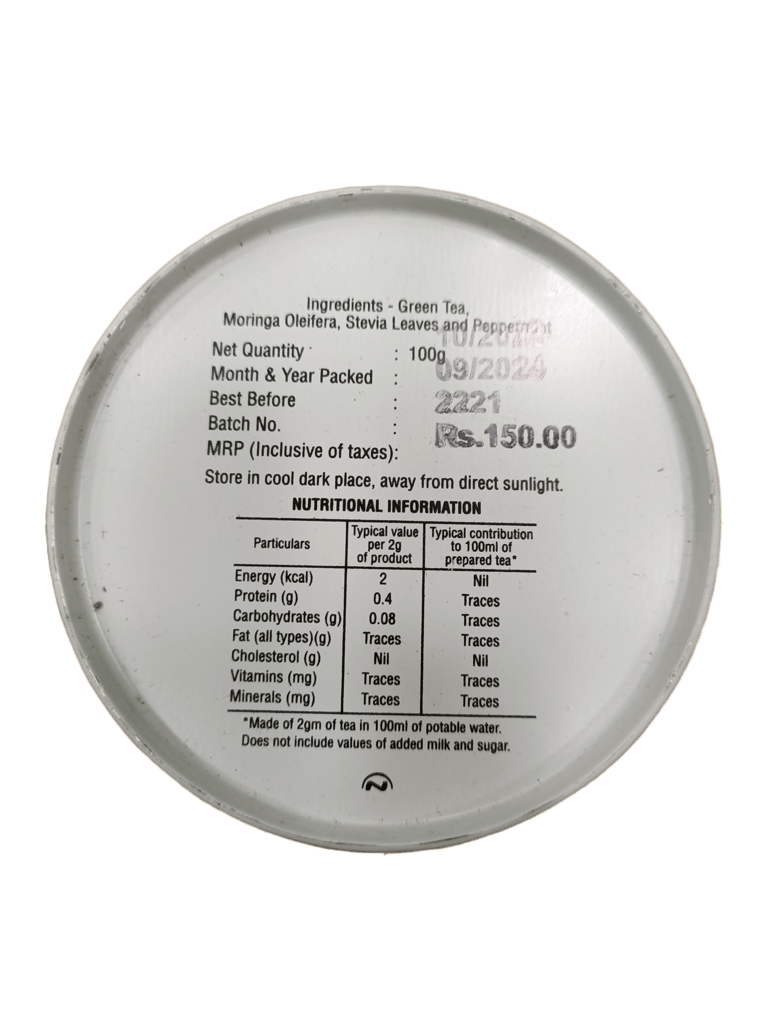 Ingredients - Green Tea,
Moringa Oleifera, Stevia Leaves and Peppermint
Net Quantity : 100g
Month & Year Packed :
09/2024
Best Before :
2221
Batch No. :
Rs.150.00
MRP (Inclusive of taxes):
Store in cool dark place, away from direct sunlight.
NUTRITIONAL INFORMATION
Particulars Typical value per 2g of product Typical contribution to 100ml of prepared tea*
Energy (kcal) 2 Nil
Protein (g) 0.4 Traces
Carbohydrates (g) 0.08 Traces
Fat (all types)(g) Traces Traces
Cholesterol (g) Nil Nil
Vitamins (mg) Traces Traces
Minerals (mg) Traces Traces
*Made of 2gm of tea in 100ml of potable water.
Does not include values of added milk and sugar.